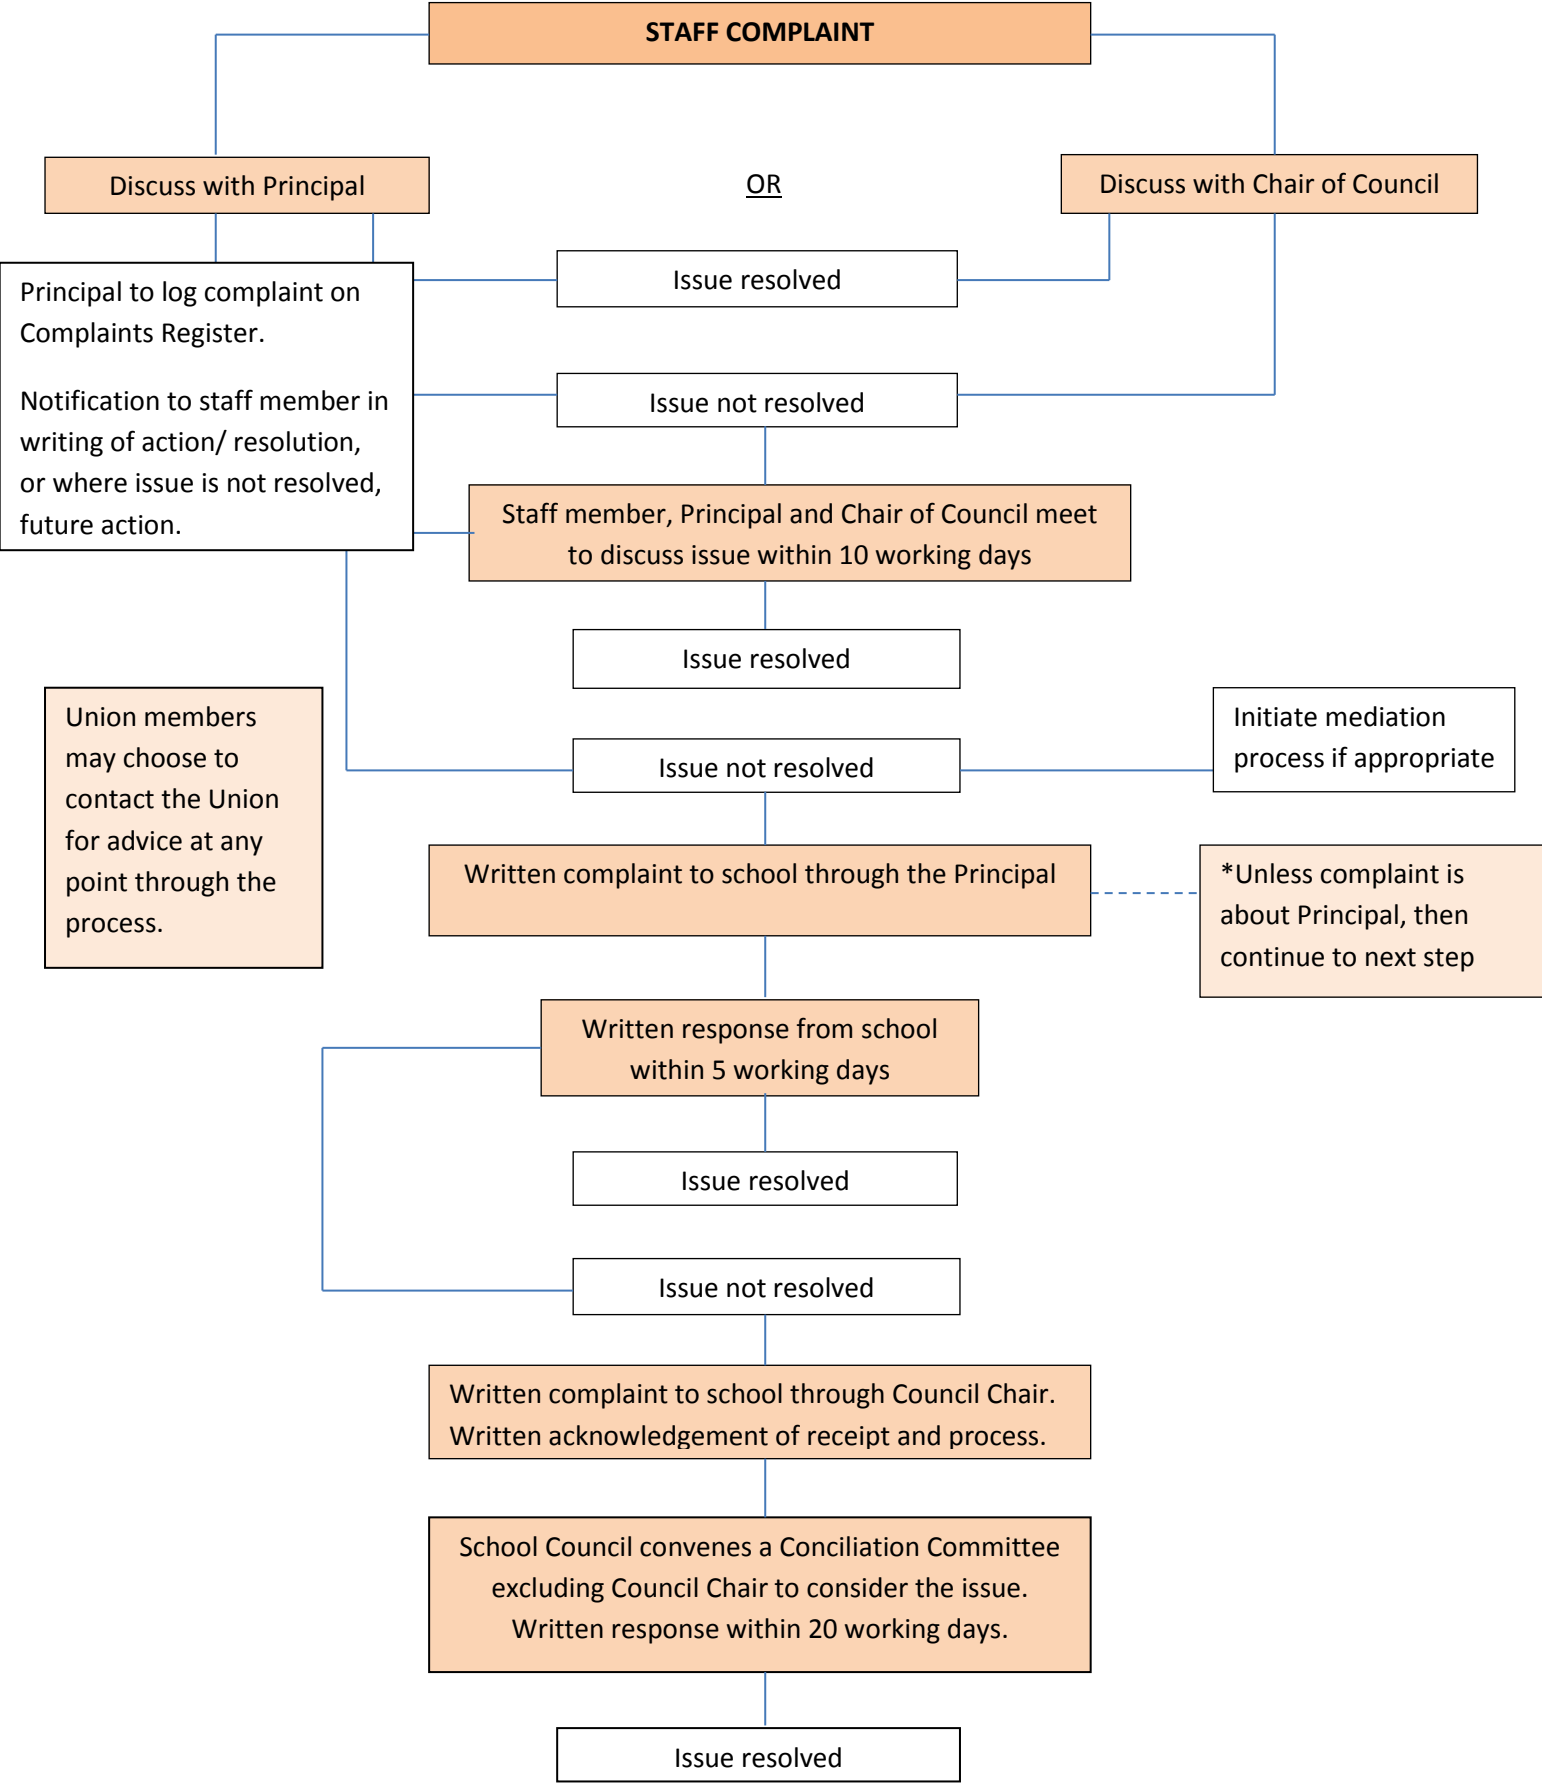 STAFF COMPLAINT
Discuss with Principal
OR
Discuss with Chair of Council
Issue resolved
Principal to log complaint on
Complaints Register.
Notification to staff member in
writing of action/ resolution,
or where issue is not resolved,
future action.
Issue not resolved
Staff member, Principal and Chair of Council meet
to discuss issue within 10 working days
Issue resolved
Union members
may choose to
contact the Union
for advice at any
point through the
process.
Issue not resolved
Initiate mediation
process if appropriate
Written complaint to school through the Principal
*Unless complaint is
about Principal, then
continue to next step
Written response from school
within 5 working days
Issue resolved
Issue not resolved
Written complaint to school through Council Chair.
Written acknowledgement of receipt and process.
School Council convenes a Conciliation Committee
excluding Council Chair to consider the issue.
Written response within 20 working days.
Issue resolved